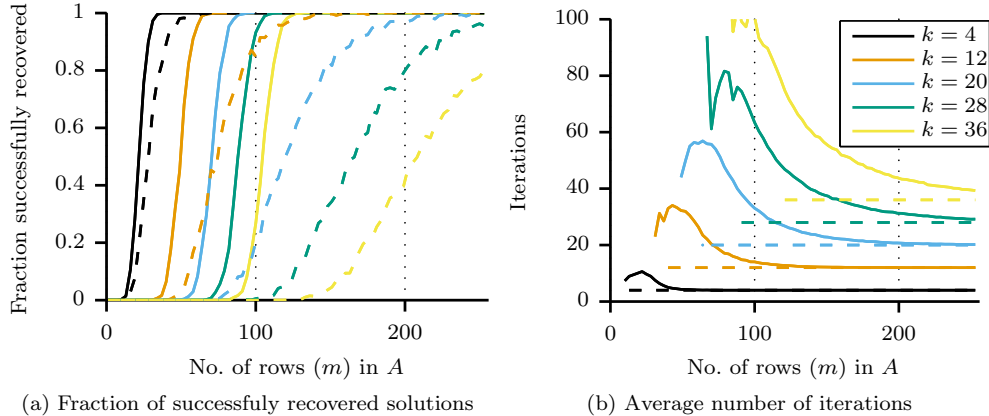 Fraction successfully recovered
1
0.8
0.6
0.4
0.2
0
0
100
200
No. of rows (m) in A
(a) Fraction of successfuly recovered solutions
Iterations
100
80
60
40
20
0
0
100
200
No. of rows (m) in A
k = 4
k = 12
k = 20
k = 28
k = 36
(b) Average number of iterations